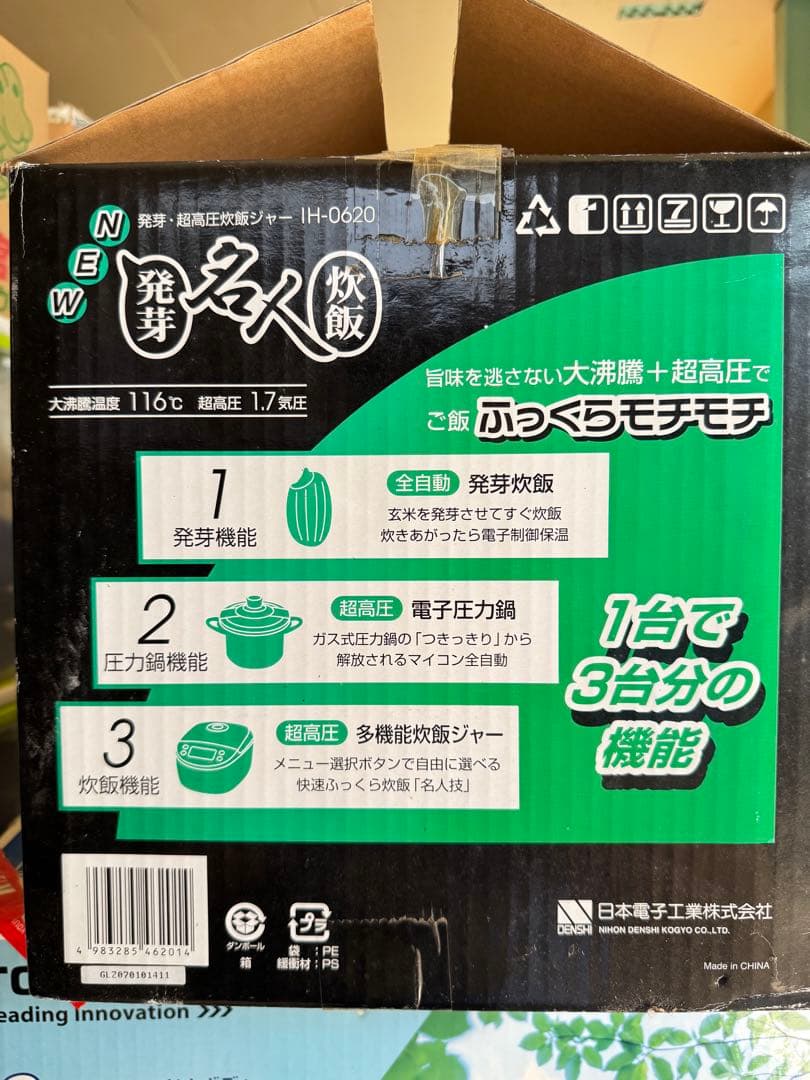 NEW
発芽・超高圧炊飯ジャー IH-0620
発芽名人炊飯
大沸騰温度 116℃ 超高圧 1.7気圧
旨味を逃さない大沸騰＋超高圧で
ご飯 ふっくらモチモチ
1
発芽機能
全自動 発芽炊飯
玄米を発芽させてすぐ炊飯
炊きあがったら電子制御保温
2
圧力鍋機能
超高圧 電子圧力鍋
ガス式圧力鍋の「つきっきり」から
解放されるマイコン全自動
3
炊飯機能
超高圧 多機能炊飯ジャー
メニュー選択ボタンで自由に選べる
快速ふっくら炊飯「名人技」
1台で
3台分の
機能
4 983285 462014
GL2070101411
ダンボール
箱
プラ
袋：PE
緩衝材：PS
DENSHI
日本電子工業株式会社
NIHON DENSHI KOGYO CO.,LTD.
Made in CHINA
eading Innovation >>>